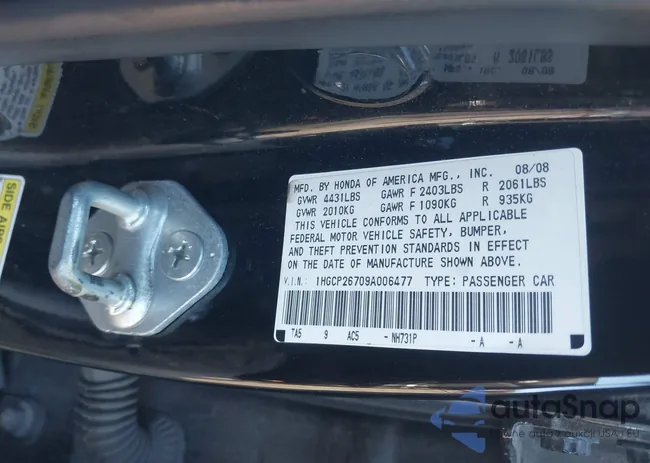 MFD. BY HONDA OF AMERICA MFG., INC. 08/08
GVWR 4431LBS GAWR F 2403LBS R 2061LBS
GVWR 2010KG GAWR F 1090KG R 935KG
THIS VEHICLE CONFORMS TO ALL APPLICABLE
FEDERAL MOTOR VEHICLE SAFETY, BUMPER,
AND THEFT PREVENTION STANDARDS IN EFFECT
ON THE DATE OF MANUFACTURE SHOWN ABOVE.
V.I.N.: 1HGCP26709A006477 TYPE: PASSENGER CAR
TA5 9 AC5 - NH731P -A -A
SIDE AIRB
autoSnap